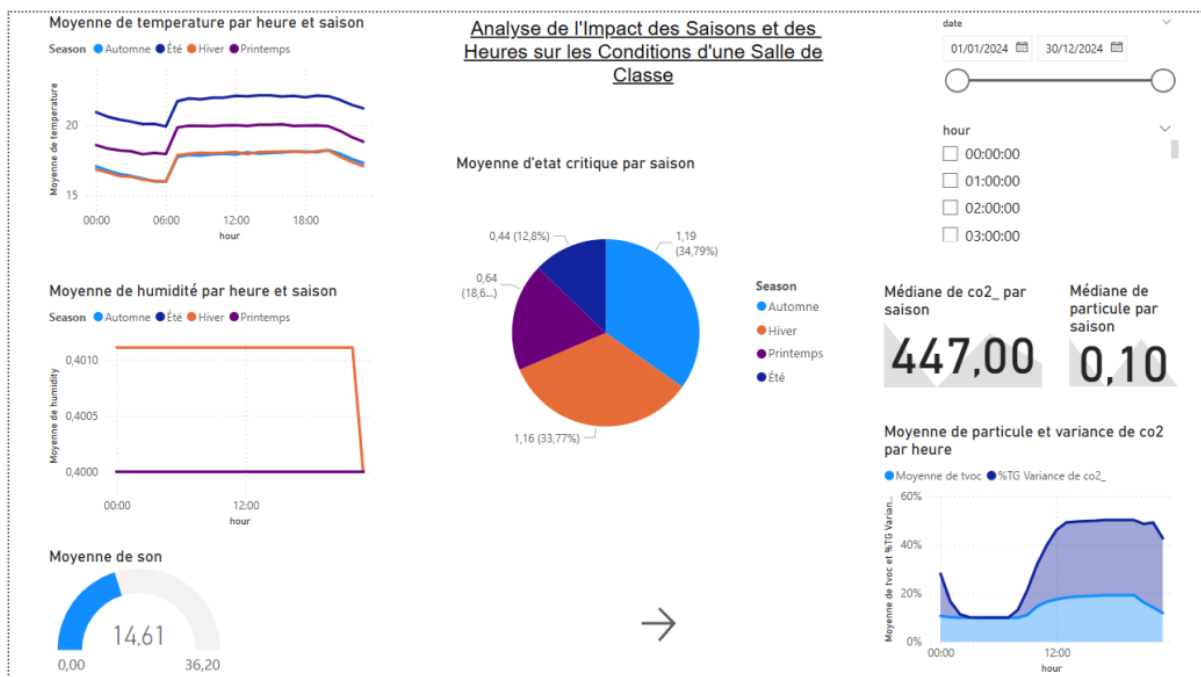 Moyenne de temperature par heure et saison
Season Automne Été Hiver Printemps
Moyenne de temperature
20
15
00:00 06:00 12:00 18:00
hour
Analyse de l'Impact des Saisons et des
Heures sur les Conditions d'une Salle de
Classe
date
01/01/2024 30/12/2024
hour
00:00:00
01:00:00
02:00:00
03:00:00
Moyenne d'etat critique par saison
0,44 (12,8%)
1,19
(34,79%)
0,64
(18,6...)
1,16 (33,77%)
Season
Automne
Hiver
Printemps
Été
Moyenne de humidité par heure et saison
Season Automne Été Hiver Printemps
Moyenne de humidity
0,4010
0,4005
0,4000
00:00 12:00
hour
Médiane de co2_ par
saison
447,00
Médiane de
particule par
saison
0,10
Moyenne de son
14,61
0,00 36,20
Moyenne de particule et variance de co2
par heure
Moyenne de tvoc %TG Variance de co2_
Moyenne de tvoc et %TG Varian...
60%
40%
20%
0%
00:00 12:00
hour